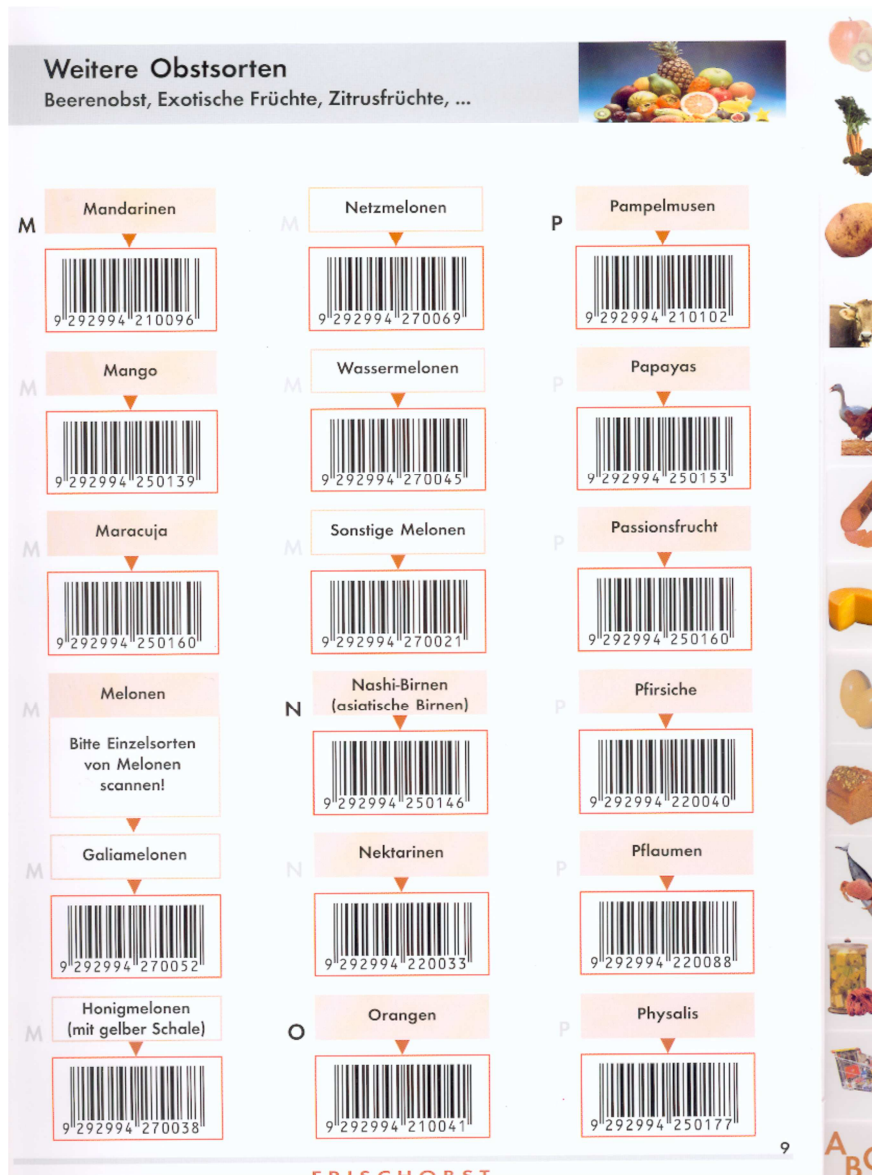 Weitere Obstsorten
Beerenobst, Exotische Früchte, Zitrusfrüchte, ...
M
Mandarinen
9 292994 210096
M
Mango
9 292994 250139
M
Maracuja
9 292994 250160
M
Melonen
Bitte Einzelsorten
von Melonen
scannen!
M
Galiamelonen
9 292994 270052
M
Honigmelonen
(mit gelber Schale)
9 292994 270038
M
Netzmelonen
9 292994 270069
M
Wassermelonen
9 292994 270045
M
Sonstige Melonen
9 292994 270021
N
Nashi-Birnen
(asiatische Birnen)
9 292994 250146
N
Nektarinen
9 292994 220033
O
Orangen
9 292994 210041
P
Pampelmusen
9 292994 210102
P
Papayas
9 292994 250153
P
Passionsfrucht
9 292994 250160
P
Pfirsiche
9 292994 220040
P
Pflaumen
9 292994 220088
P
Physalis
9 292994 250177
9
FRISCHOBST
A
B
C